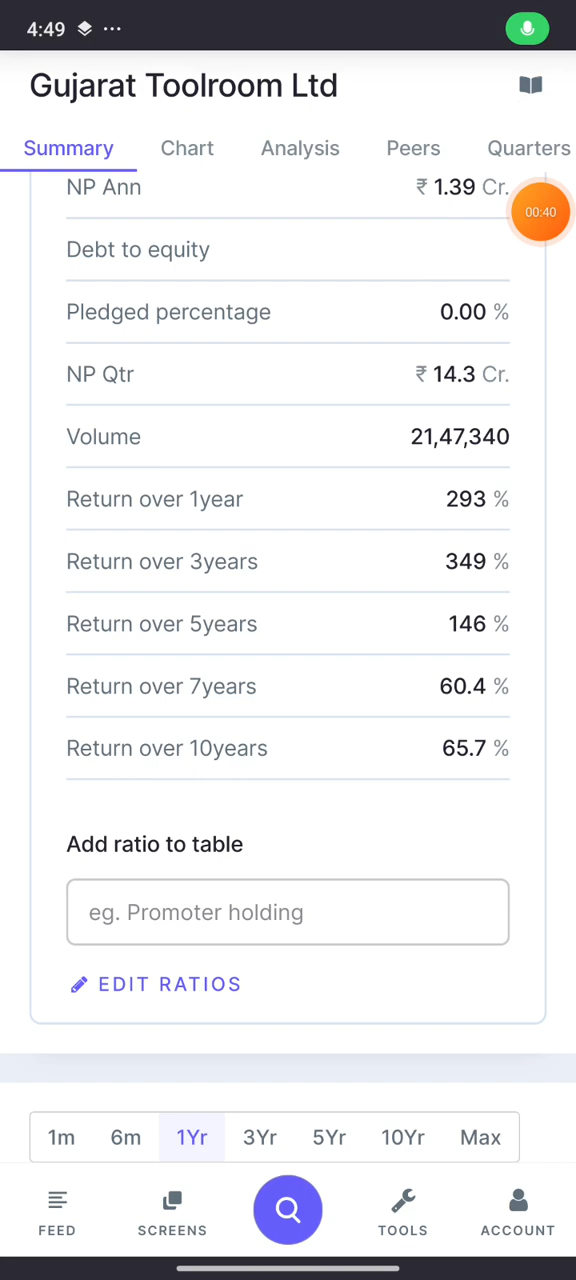 4:49
Gujarat Toolroom Ltd
Summary Chart Analysis Peers Quarters
NP Ann ₹ 1.39 Cr.
00:40
Debt to equity
Pledged percentage 0.00 %
NP Qtr ₹ 14.3 Cr.
Volume 21,47,340
Return over 1year 293 %
Return over 3years 349 %
Return over 5years 146 %
Return over 7years 60.4 %
Return over 10years 65.7 %
Add ratio to table
eg. Promoter holding
EDIT RATIOS
1m 6m 1Yr 3Yr 5Yr 10Yr Max
FEED SCREENS TOOLS ACCOUNT